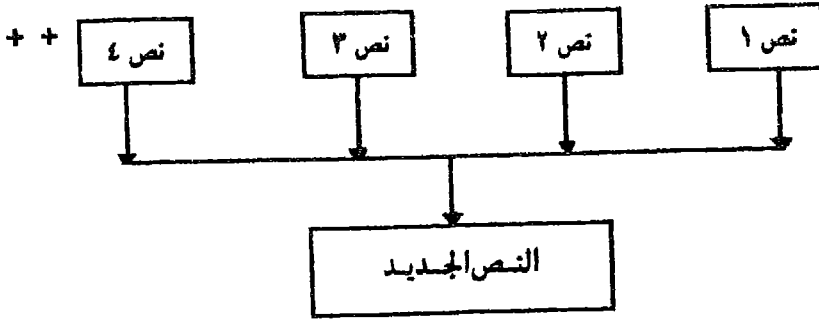 نص ١ نص ٢ نص ٣ نص ٤ + +
النص الجديد